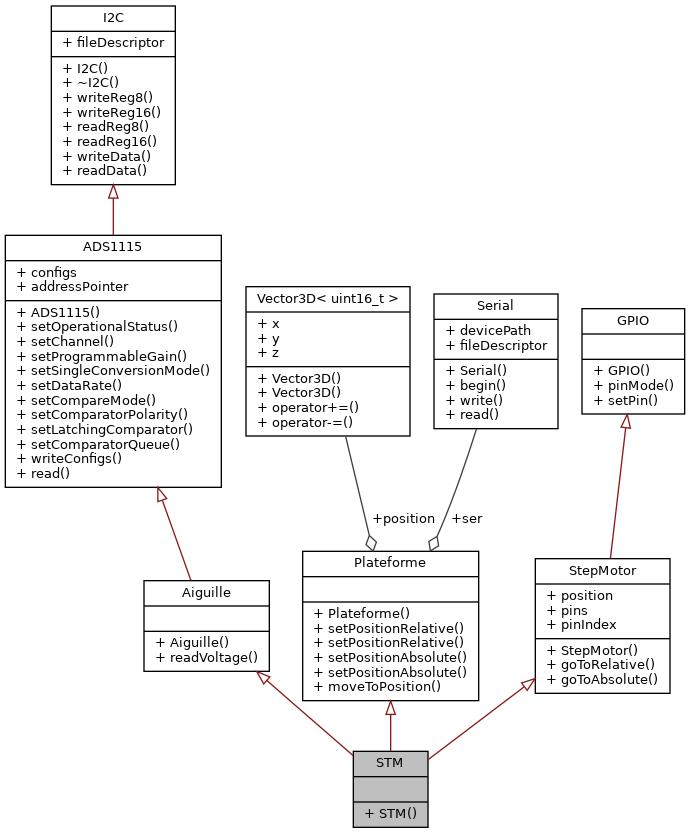 I2C
+ fileDescriptor
+ I2C()
+ ~I2C()
+ writeReg8()
+ writeReg16()
+ readReg8()
+ readReg16()
+ writeData()
+ readData()
ADS1115
+ configs
+ addressPointer
+ ADS1115()
+ setOperationalStatus()
+ setChannel()
+ setProgrammableGain()
+ setSingleConversionMode()
+ setDataRate()
+ setCompareMode()
+ setComparatorPolarity()
+ setLatchingComparator()
+ setComparatorQueue()
+ writeConfigs()
+ read()
Vector3D< uint16_t >
+ x
+ y
+ z
+ Vector3D()
+ Vector3D()
+ operator+=()
+ operator-=()
Serial
+ devicePath
+ fileDescriptor
+ Serial()
+ begin()
+ write()
+ read()
GPIO
+ GPIO()
+ pinMode()
+ setPin()
+position
+ser
Aiguille
+ Aiguille()
+ readVoltage()
Plateforme
+ Plateforme()
+ setPositionRelative()
+ setPositionRelative()
+ setPositionAbsolute()
+ setPositionAbsolute()
+ moveToPosition()
StepMotor
+ position
+ pins
+ pinIndex
+ StepMotor()
+ goToRelative()
+ goToAbsolute()
STM
+ STM()